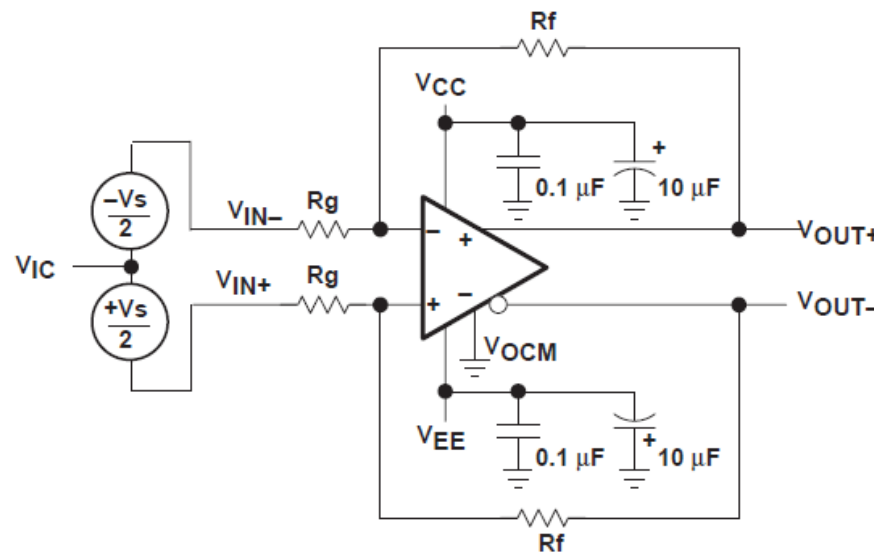 Rf
VCC
+
0.1 μF
10 μF
−Vs
2
VIN−
Rg
−
+
VOUT+
VIC
VIN+
Rg
+Vs
2
+
−
VOUT−
VOCM
VEE
0.1 μF
+
10 μF
Rf